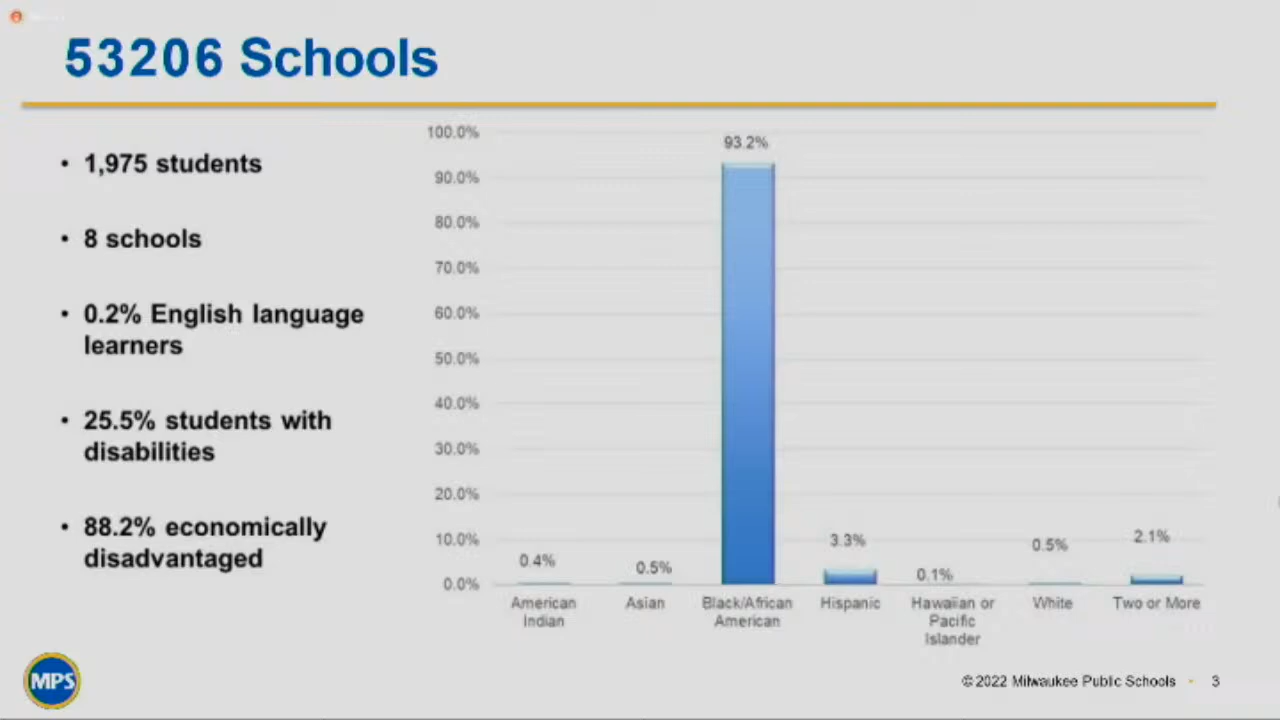 53206 Schools
• 1,975 students
• 8 schools
• 0.2% English language
learners
• 25.5% students with
disabilities
• 88.2% economically
disadvantaged
100.0%
90.0%
80.0%
70.0%
60.0%
50.0%
40.0%
30.0%
20.0%
10.0%
0.0%
0.4%
0.5%
93.2%
3.3%
0.1%
0.5%
2.1%
American
Indian
Asian
Black/African
American
Hispanic
Hawaiian or
Pacific
Islander
White
Two or More
MPS
© 2022 Milwaukee Public Schools • 3